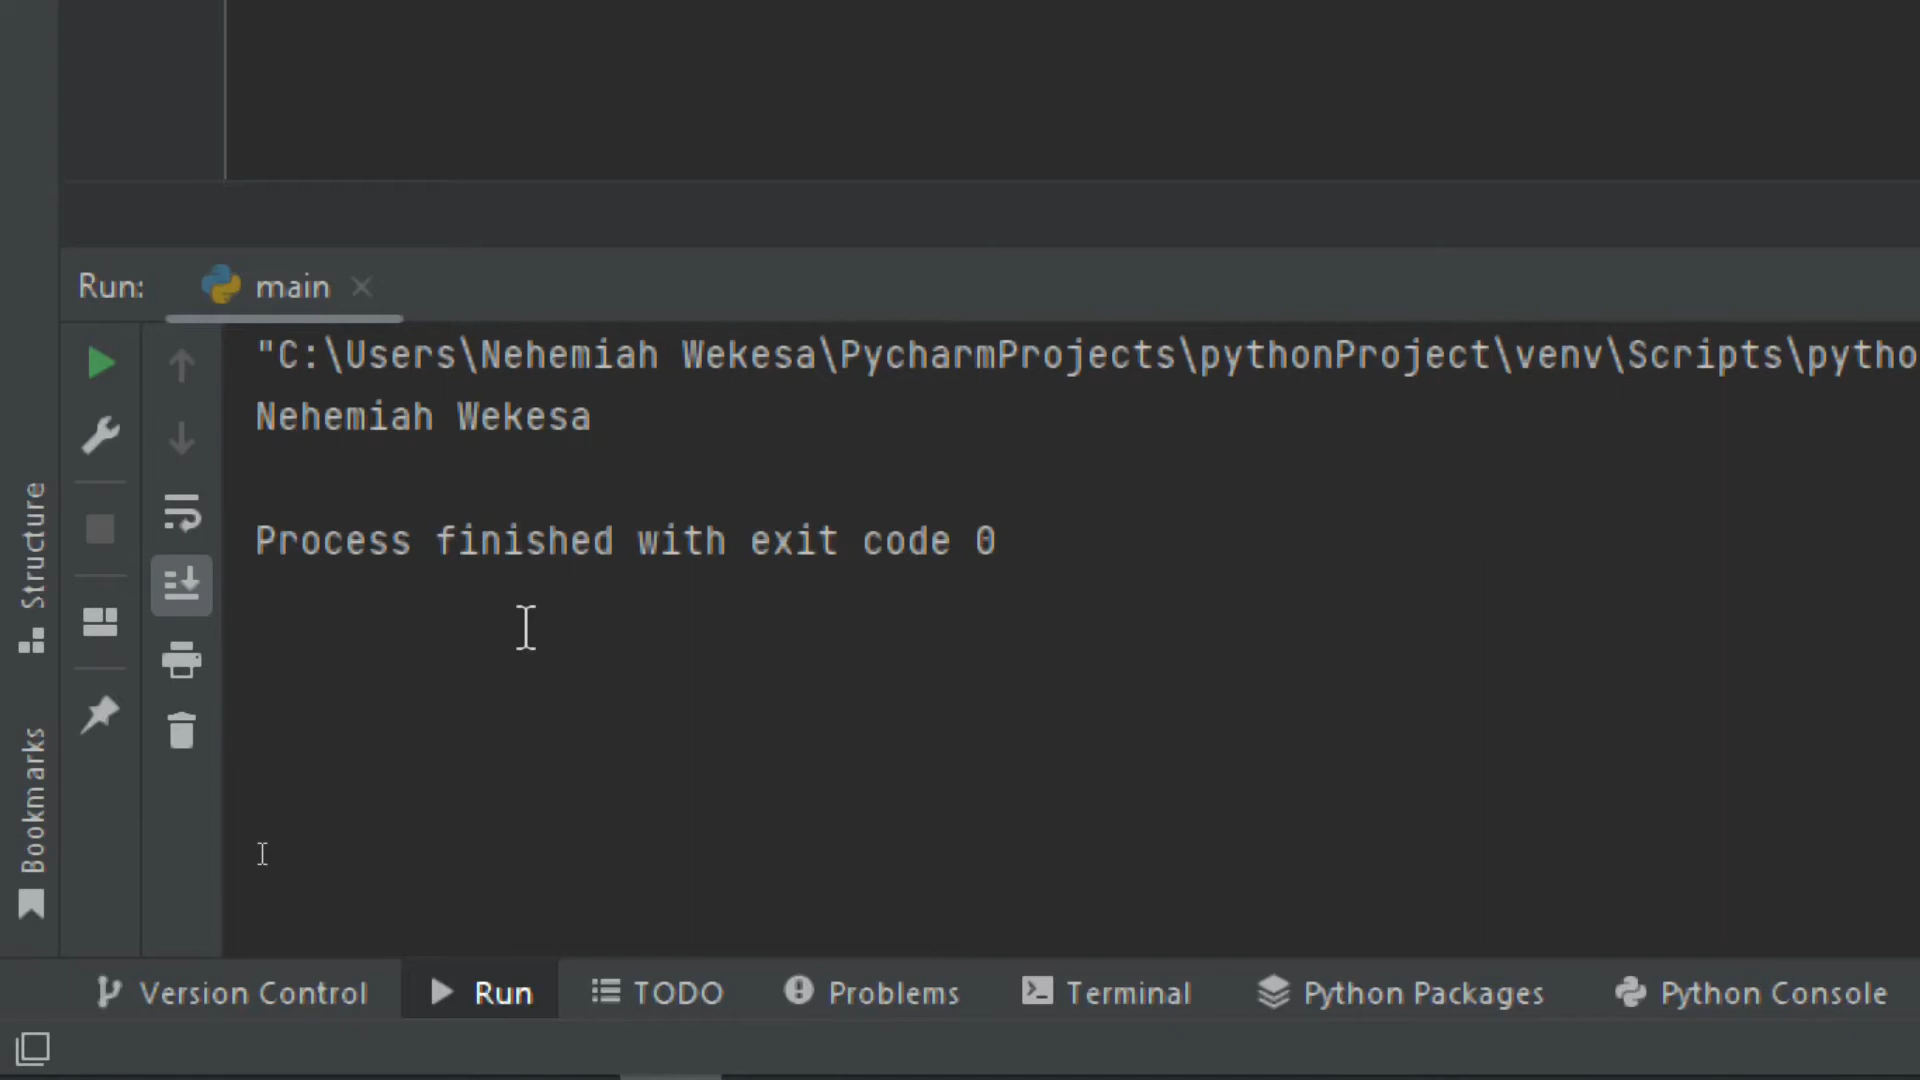 Run: main
"C:\Users\Nehemiah Wekesa\PycharmProjects\pythonProject\venv\Scripts\pytho
Nehemiah Wekesa
Process finished with exit code 0
Structure
Bookmarks
Version Control Run TODO Problems Terminal Python Packages Python Console